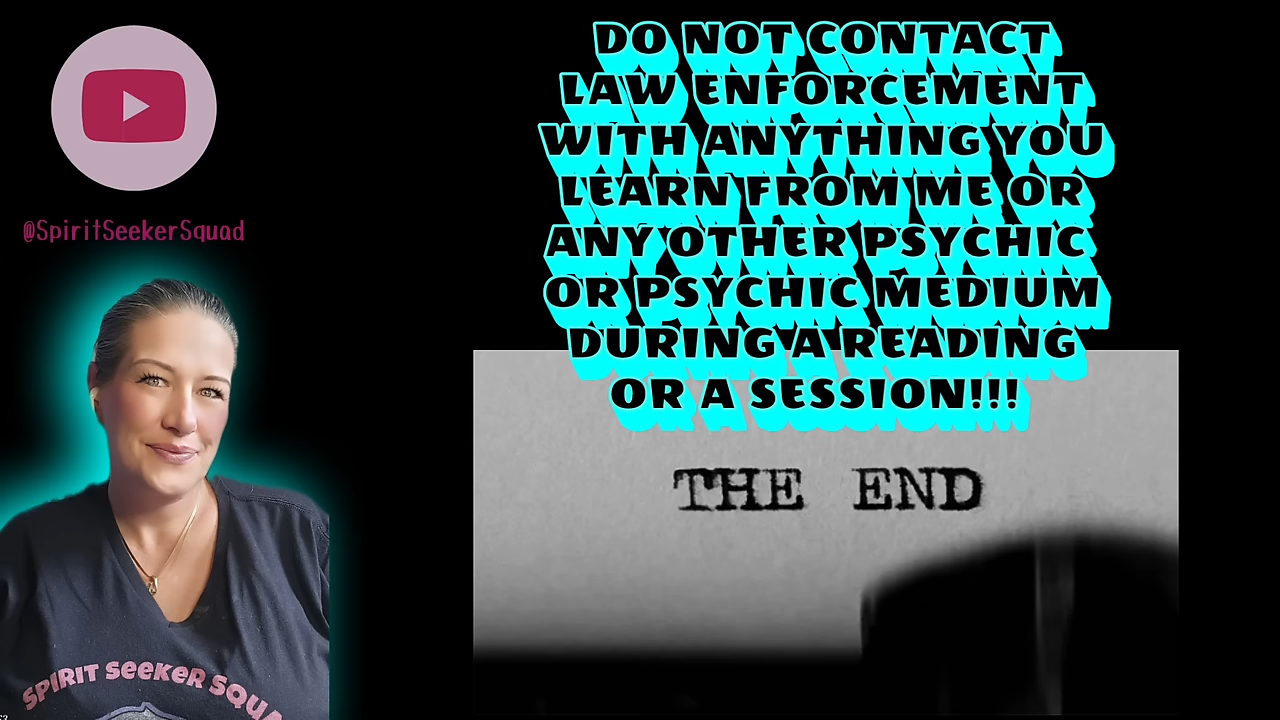 @SpiritSeekerSquad
DO NOT CONTACT
LAW ENFORCEMENT
WITH ANYTHING YOU
LEARN FROM ME OR
ANY OTHER PSYCHIC
OR PSYCHIC MEDIUM
DURING A READING
OR A SESSION!!!
THE END
SPIRIT SEEKER